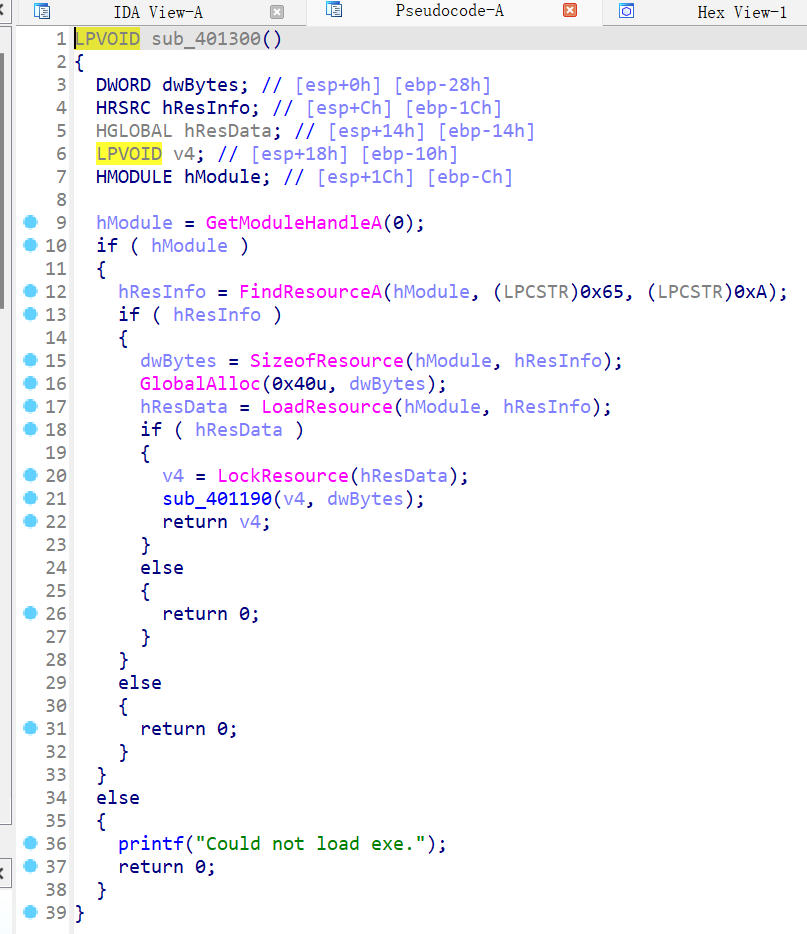 IDA View-A Pseudocode-A Hex View-1
1 LPVOID sub_401300()
2 {
3 DWORD dwBytes; // [esp+0h] [ebp-28h]
4 HRSRC hResInfo; // [esp+Ch] [ebp-1Ch]
5 HGLOBAL hResData; // [esp+14h] [ebp-14h]
6 LPVOID v4; // [esp+18h] [ebp-10h]
7 HMODULE hModule; // [esp+1Ch] [ebp-Ch]
8
9 hModule = GetModuleHandleA(0);
10 if ( hModule )
11 {
12 hResInfo = FindResourceA(hModule, (LPCSTR)0x65, (LPCSTR)0xA);
13 if ( hResInfo )
14 {
15 dwBytes = SizeofResource(hModule, hResInfo);
16 GlobalAlloc(0x40u, dwBytes);
17 hResData = LoadResource(hModule, hResInfo);
18 if ( hResData )
19 {
20 v4 = LockResource(hResData);
21 sub_401190(v4, dwBytes);
22 return v4;
23 }
24 else
25 {
26 return 0;
27 }
28 }
29 else
30 {
31 return 0;
32 }
33 }
34 else
35 {
36 printf("Could not load exe.");
37 return 0;
38 }
39 }